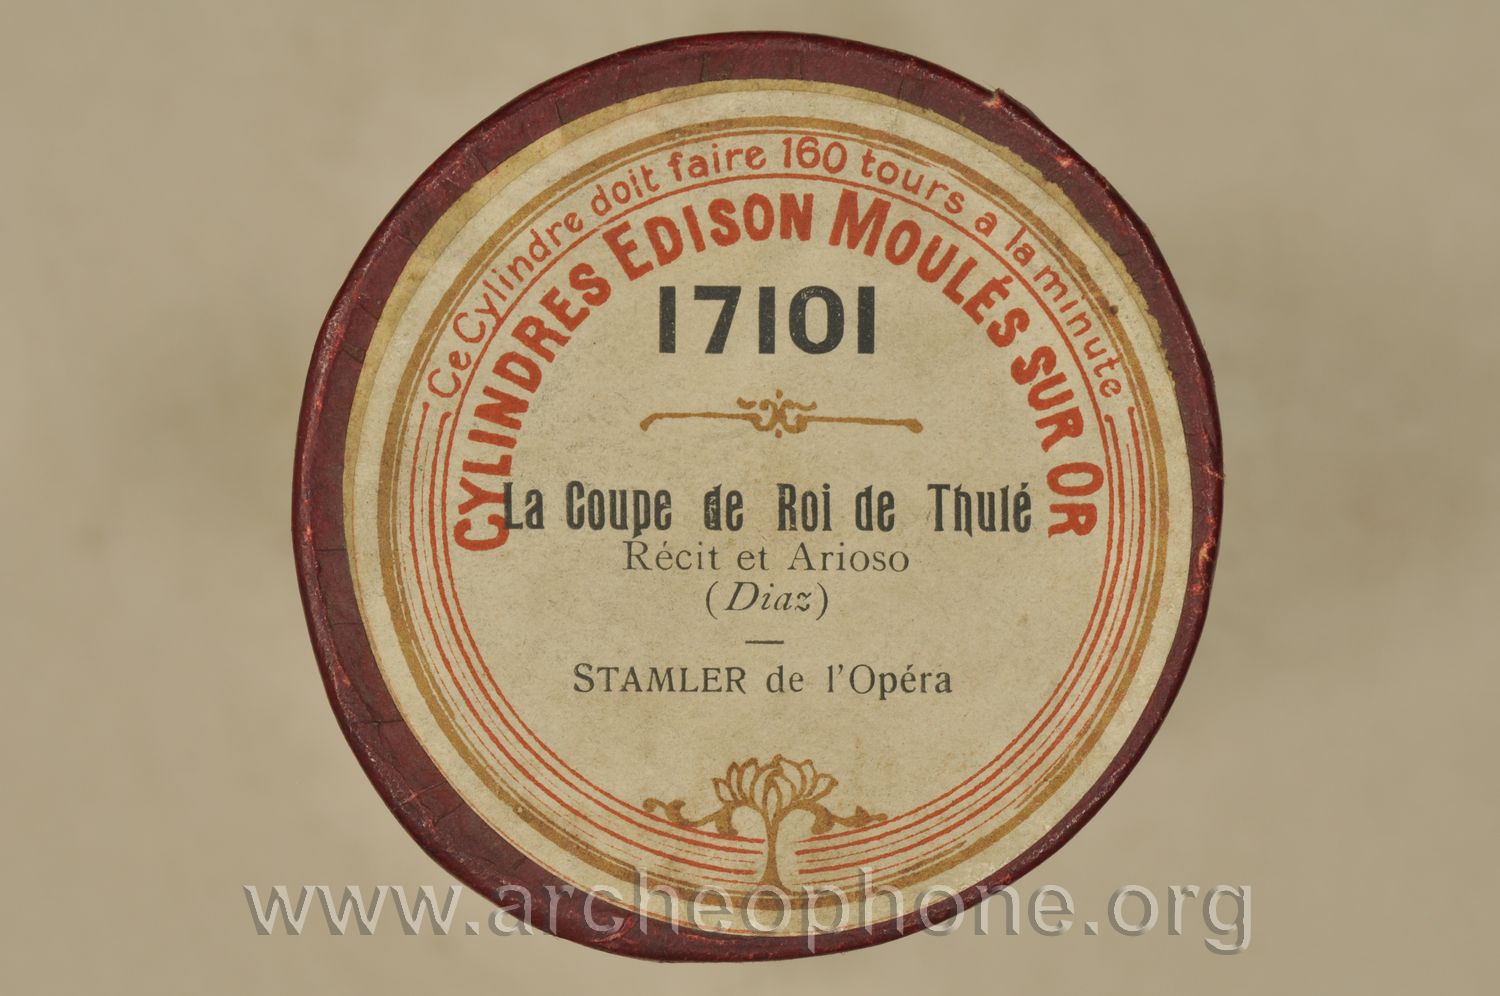 Ce Cylindre doit faire 160 tours a la minute
CYLINDRES EDISON MOULÉS SUR OR
17101
La Coupe de Roi de Thulé
Récit et Arioso
(Diaz)
STAMLER de l'Opéra
www.archeophone.org